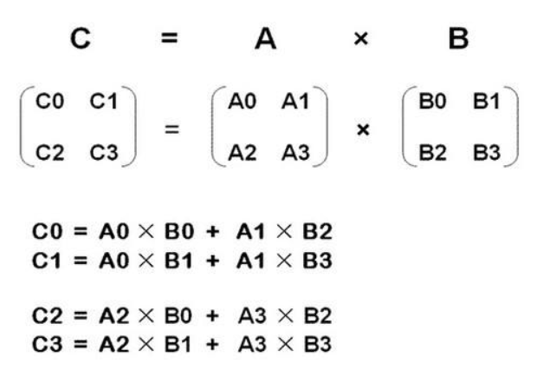 C = A × B
C0 C1 A0 A1 B0 B1
= ×
C2 C3 A2 A3 B2 B3
C0 = A0 × B0 + A1 × B2
C1 = A0 × B1 + A1 × B3
C2 = A2 × B0 + A3 × B2
C3 = A2 × B1 + A3 × B3